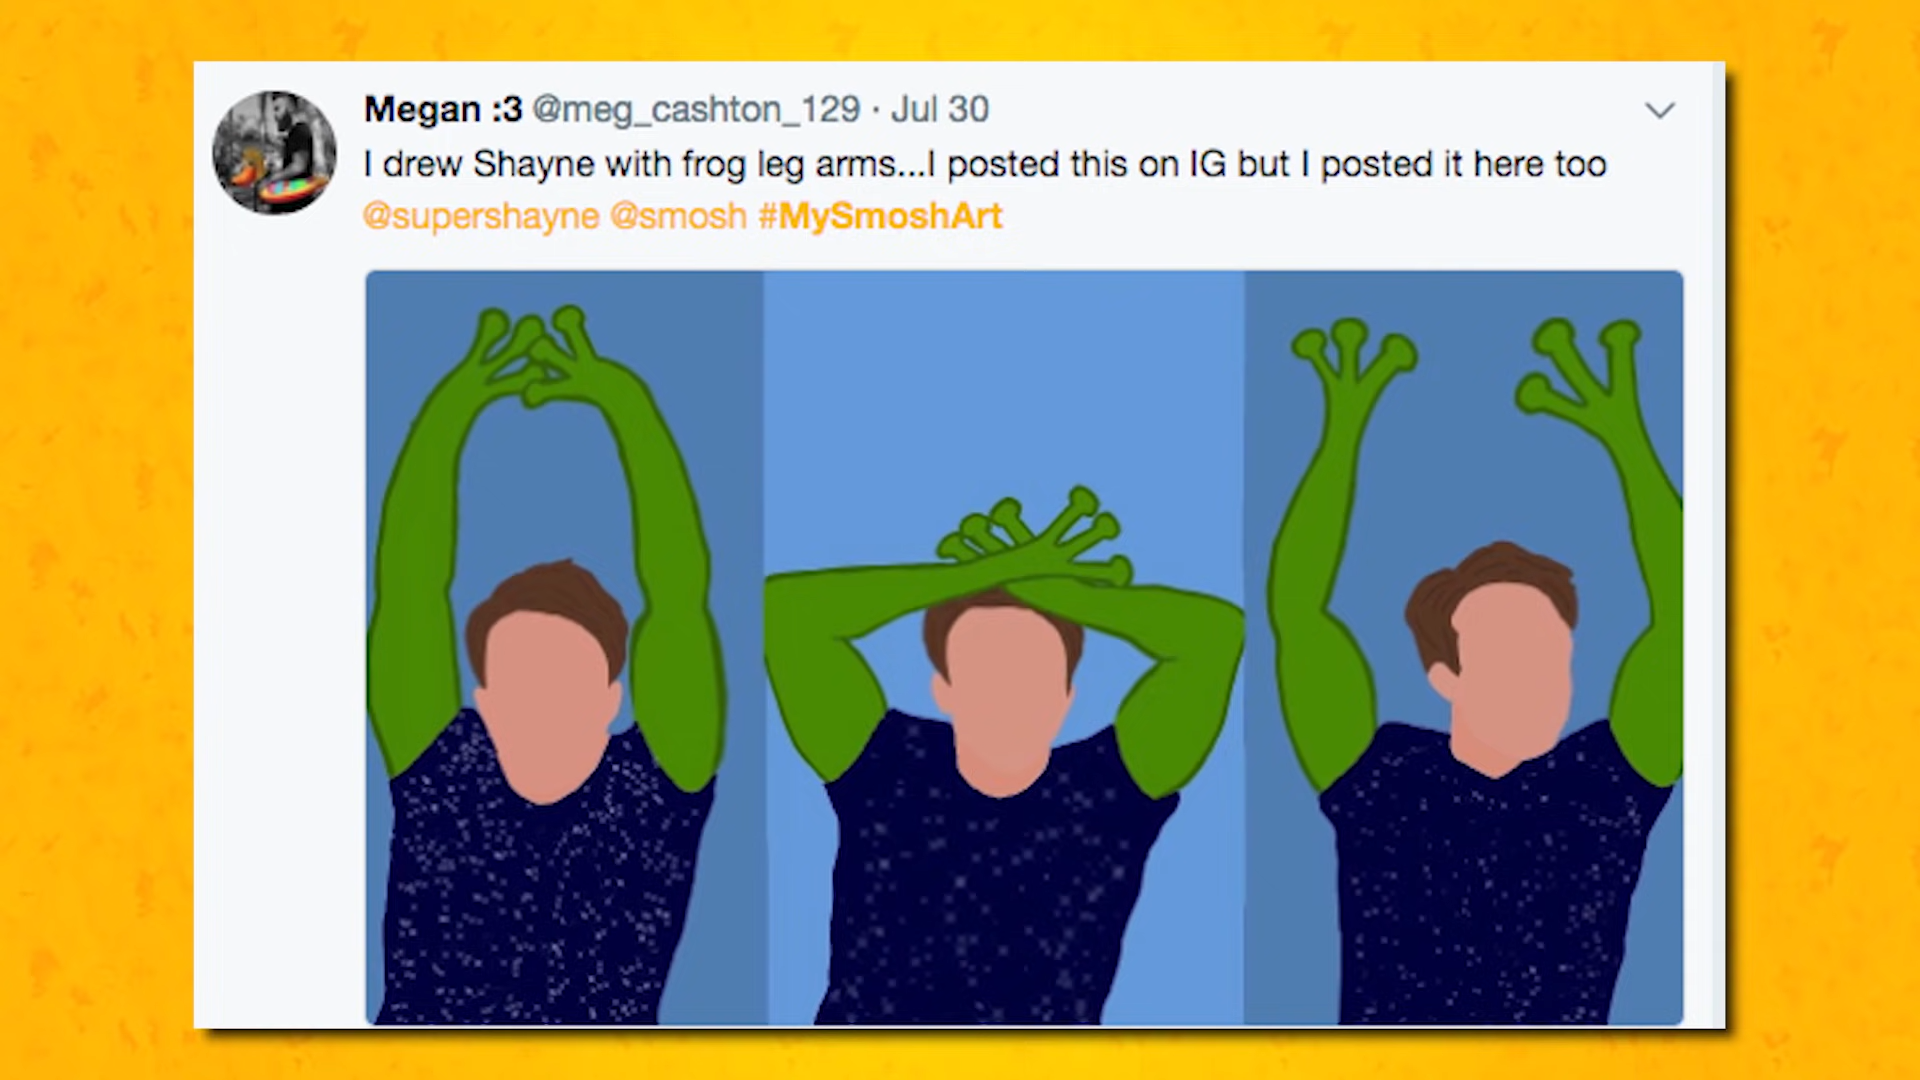 Megan :3 @meg_cashton_129 · Jul 30
I drew Shayne with frog leg arms...I posted this on IG but I posted it here too
@supershayne @smosh #MySmoshArt